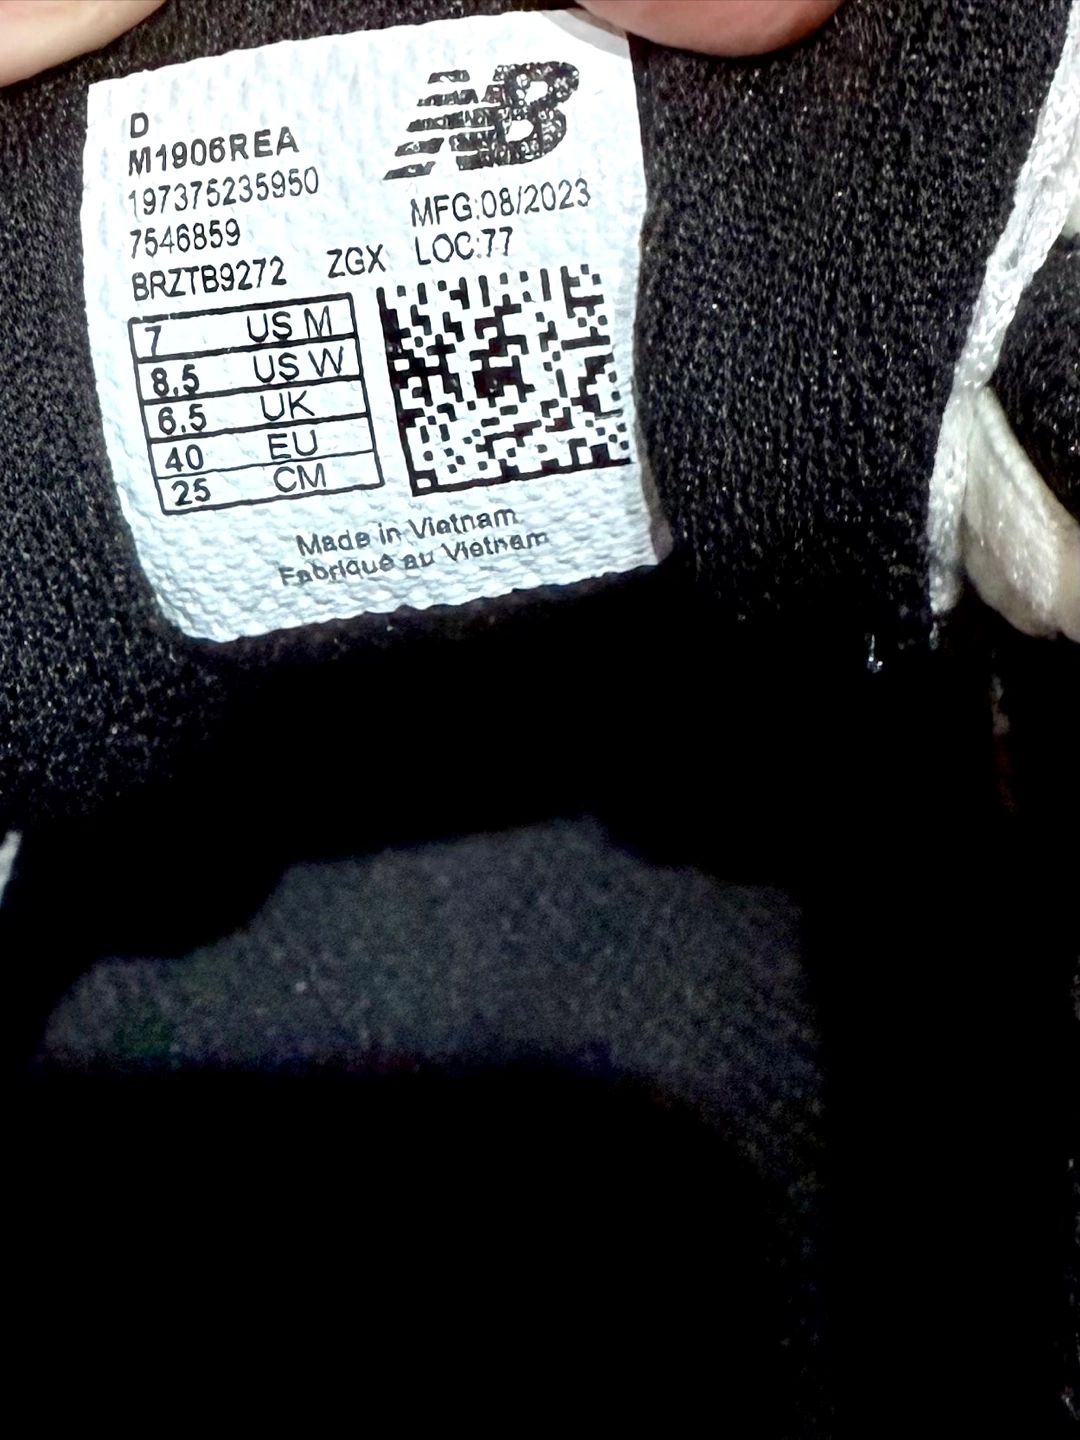 D
M1906REA
197375235950
7546859
BRZTB9272 ZGX
NB
MFG:08/2023
LOC:77
7 US M
8.5 US W
6.5 UK
40 EU
25 CM
Made in Vietnam
Fabriqué au Vietnam